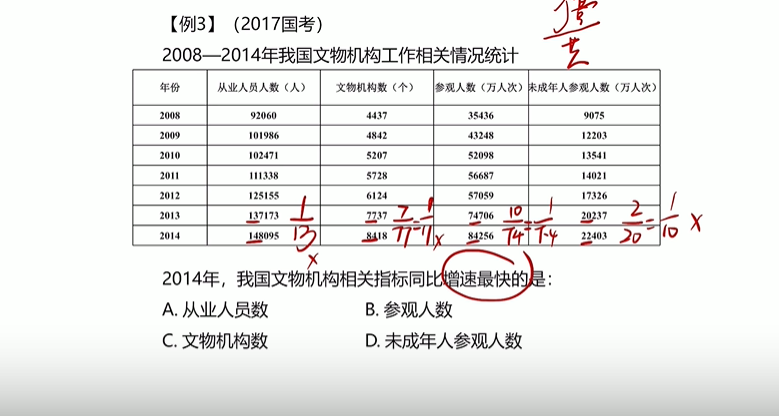 【例3】（2017国考）
增
去
2008—2014年我国文物机构工作相关情况统计
年份 从业人员人数（人） 文物机构数（个） 参观人数（万人次） 未成年人参观人数（万人次）
2008 92060 4437 35436 9075
2009 101986 4842 43248 12203
2010 102471 5207 52098 13541
2011 111338 5728 56687 14021
2012 125155 6124 57059 17326
2013 137173 7737 74706 20237
2014 148095 8418 84256 22403
1/13 x 7/77=1/11 x 10/74=1/7.4 2/20=1/10 x
2014年，我国文物机构相关指标同比增速最快的是：
A. 从业人员数 B. 参观人数
C. 文物机构数 D. 未成年人参观人数